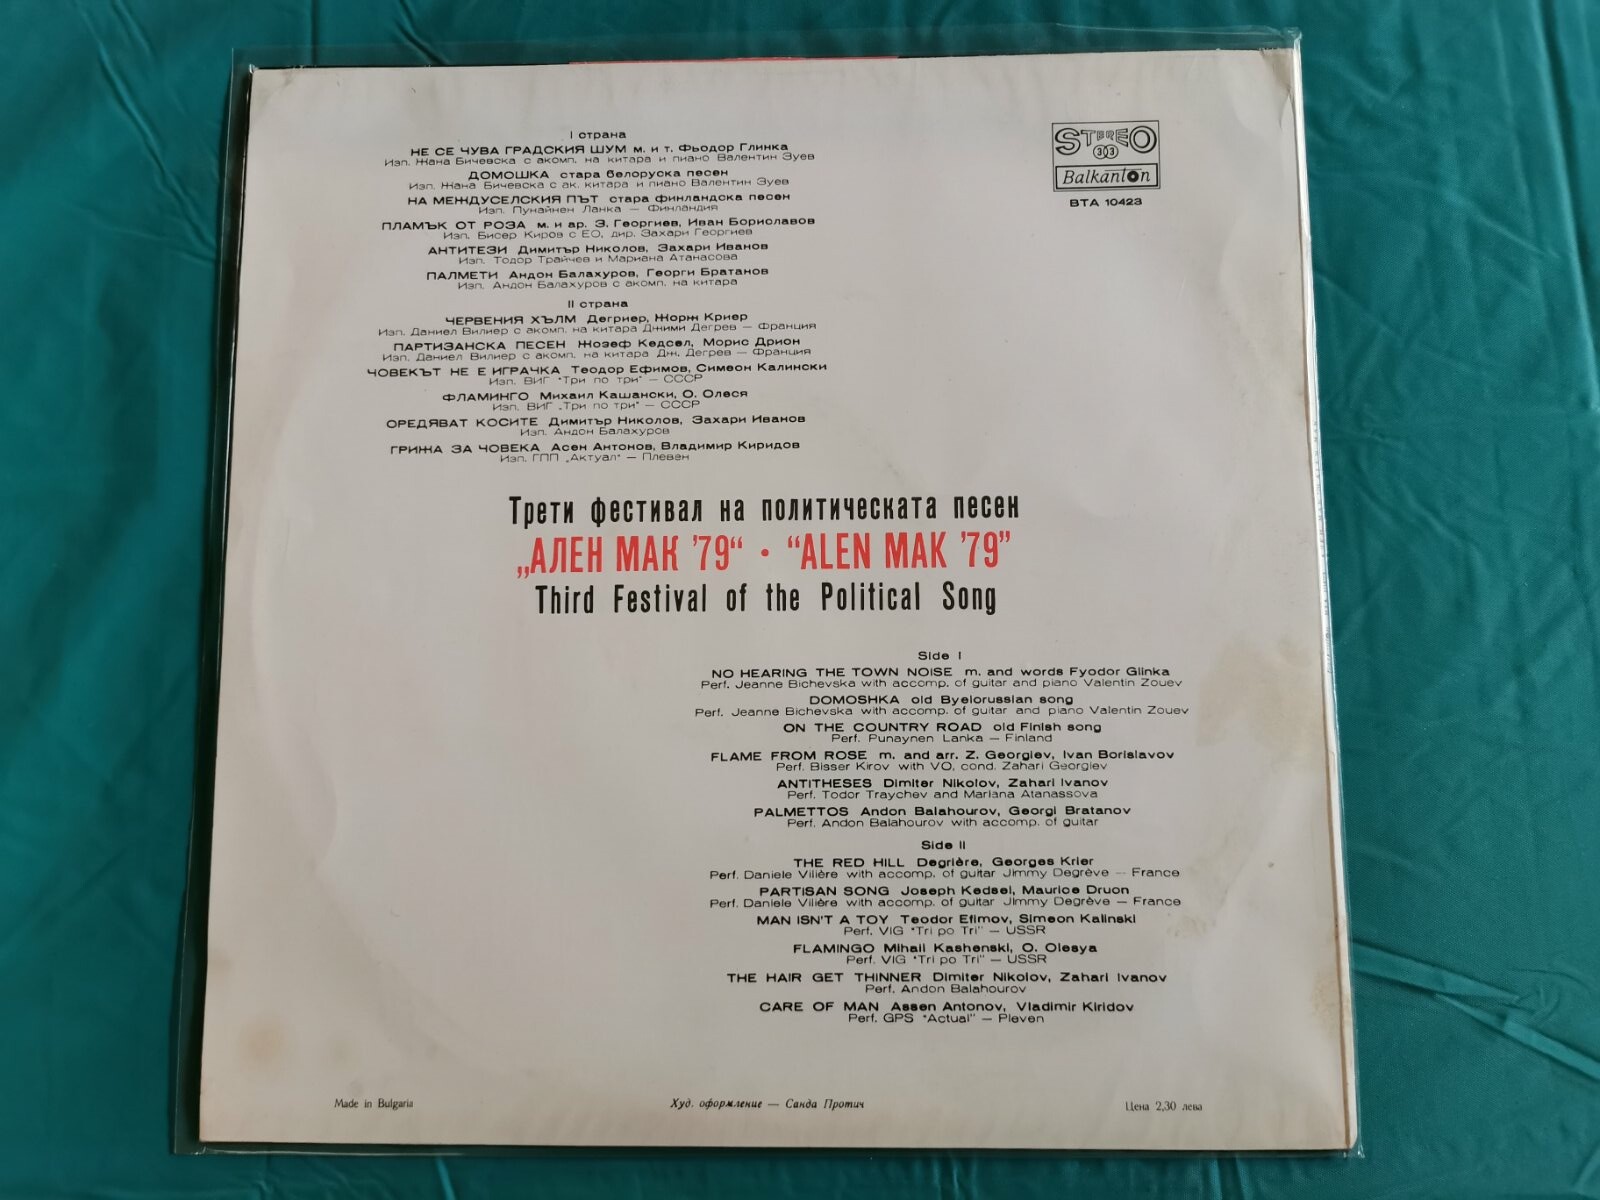 I страна
НЕ СЕ ЧУВА ГРАДСКИЯ ШУМ м. и т. Фьодор Глинка
Изп. Жана Бичевска с акомп. на китара и пиано Валентин Зуев
ДОМОШКА стара белоруска песен
Изп. Жана Бичевска с ак. китара и пиано Валентин Зуев
НА МЕНДУСЕЛСКИЯ ПЪТ стара финландска песен
Изп. Пунайнен Ланка — Финландия
ПЛАМЪК ОТ РОЗА м. и ар. З. Георгиев, Иван Бориславов
Изп. Бисер Киров с ЕО, дир. Захари Георгиев
АНТИТЕЗИ Димитър Николов, Захари Иванов
Изп. Тодор Трайчев и Мариана Атанасова
ПАЛМЕТИ Андон Балахуров, Георги Братанов
Изп. Андон Балахуров с акомп. на китара
II страна
ЧЕРВЕНИЯ ХЪЛМ Дегриер, Жорж Криер
Изп. Даниел Вилиер с акомп. на китара Джими Дегрев — Франция
ПАРТИЗАНСКА ПЕСЕН Жозеф Кедсел, Морис Дрион
Изп. Даниел Вилиер с акомп. на китара Дж. Дегрев — Франция
ЧОВЕКЪТ НЕ Е ИГРАЧКА Теодор Ефимов, Симеон Калински
Изп. ВИГ "Три по три" — СССР
ФЛАМИНГО Михаил Кашански, О. Олеся
Изп. ВИГ „Три по три" — СССР
ОРЕДЯВАТ КОСИТЕ Димитър Николов, Захари Иванов
Изп. Андон Балахуров
ГРИЖА ЗА ЧОВЕКА Асен Антонов, Владимир Киридов
Изп. ГПП „Актуал" — Плевен
STEREO
33
Balkanton
ВТА 10423
Трети фестивал на политическата песен
„АЛЕН МАК '79“ • “ALEN MAK '79”
Third Festival of the Political Song
Side I
NO HEARING THE TOWN NOISE m. and words Fyodor Glinka
Perf. Jeanne Bichevska with accomp. of guitar and piano Valentin Zouev
DOMOSHKA old Byelorussian song
Perf. Jeanne Bichevska with accomp. of guitar and piano Valentin Zouev
ON THE COUNTRY ROAD old Finish song
Perf. Punaynen Lanka — Finland
FLAME FROM ROSE m. and arr. Z. Georgiev, Ivan Borislavov
Perf. Bisser Kirov with VO, cond. Zahari Georgiev
ANTITHESES Dimiter Nikolov, Zahari Ivanov
Perf. Todor Traychev and Mariana Atanassova
PALMETTOS Andon Balahourov, Georgi Bratanov
Perf. Andon Balahourov with accomp. of guitar
Side II
THE RED HILL Degrière, Georges Krier
Perf. Daniele Vilière with accomp. of guitar Jimmy Degrève — France
PARTISAN SONG Joseph Kedsel, Maurice Druon
Perf. Daniele Vilière with accomp. of guitar Jimmy Degrève — France
MAN ISN'T A TOY Teodor Efimov, Simeon Kalinski
Perf. VIG "Tri po Tri" — USSR
FLAMINGO Mihail Kashenski, O. Olesya
Perf. VIG "Tri po Tri" — USSR
THE HAIR GET THINNER Dimiter Nikolov, Zahari Ivanov
Perf. Andon Balahourov
CARE OF MAN Assen Antonov, Vladimir Kiridov
Perf. GPS "Actual" — Pleven
Made in Bulgaria
Худ. оформление — Санда Протич
Цена 2,30 лева